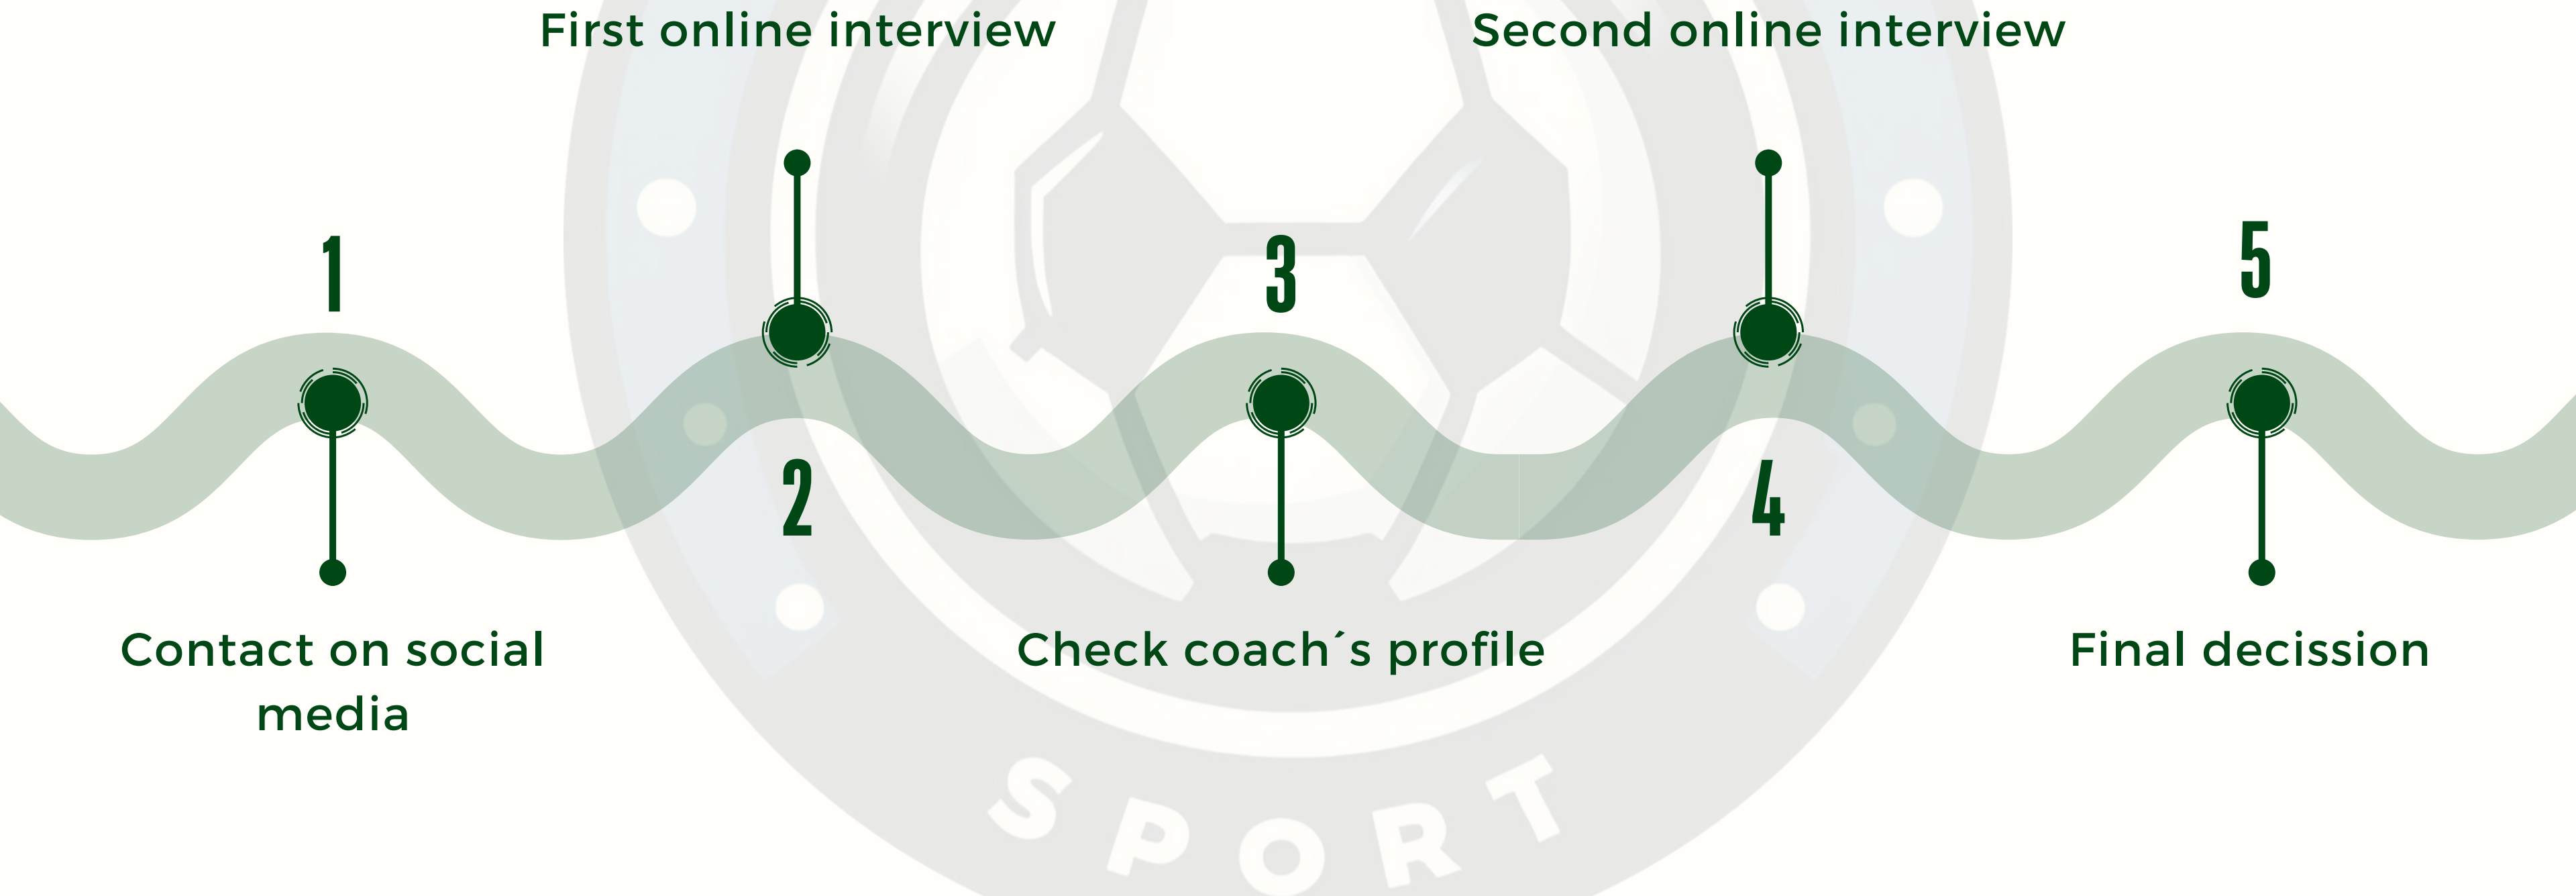 First online interview
Second online interview
1
3
5
2
4
Contact on social
media
Check coach´s profile
Final decission
SPORT